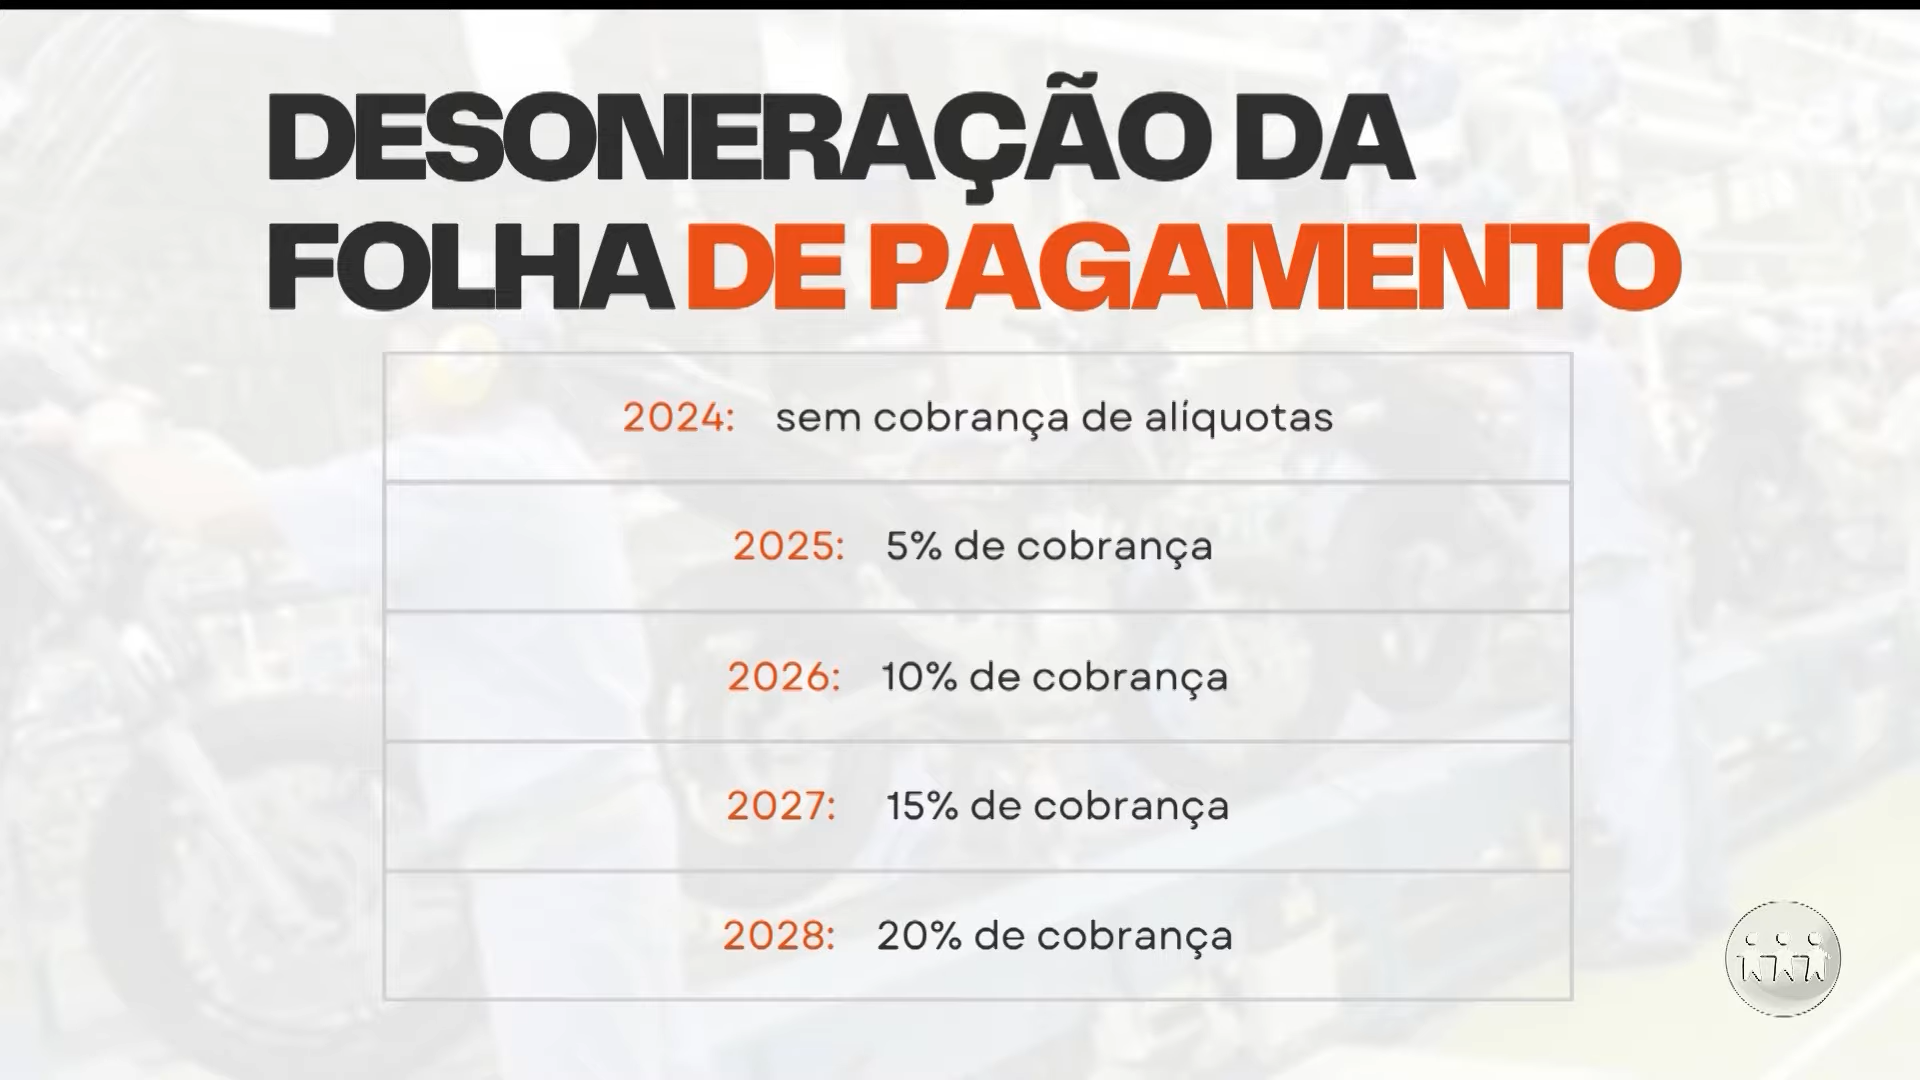 DESONERAÇÃO DA
FOLHA DE PAGAMENTO
2024: sem cobrança de alíquotas
2025: 5% de cobrança
2026: 10% de cobrança
2027: 15% de cobrança
2028: 20% de cobrança